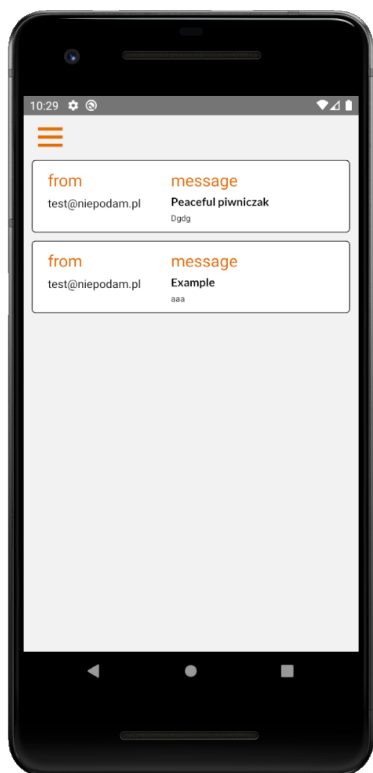 10:29
from message
test@niepodam.pl Peaceful piwniczak
Dgdg
from message
test@niepodam.pl Example
aaa